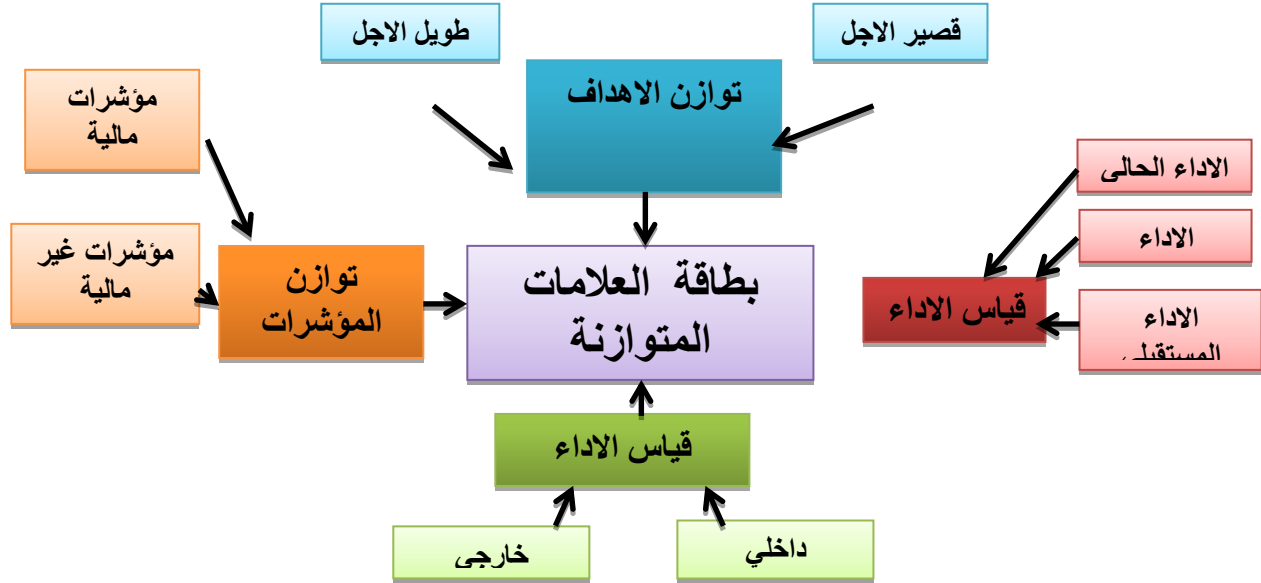 قصير الاجل
طويل الاجل
توازن الاهداف
مؤشرات
مالية
مؤشرات غير
مالية
توازن
المؤشرات
بطاقة العلامات
المتوازنة
الاداء الحالى
الاداء
الاداء
المستقبلى
قياس الاداء
قياس الاداء
داخلي
خارجى